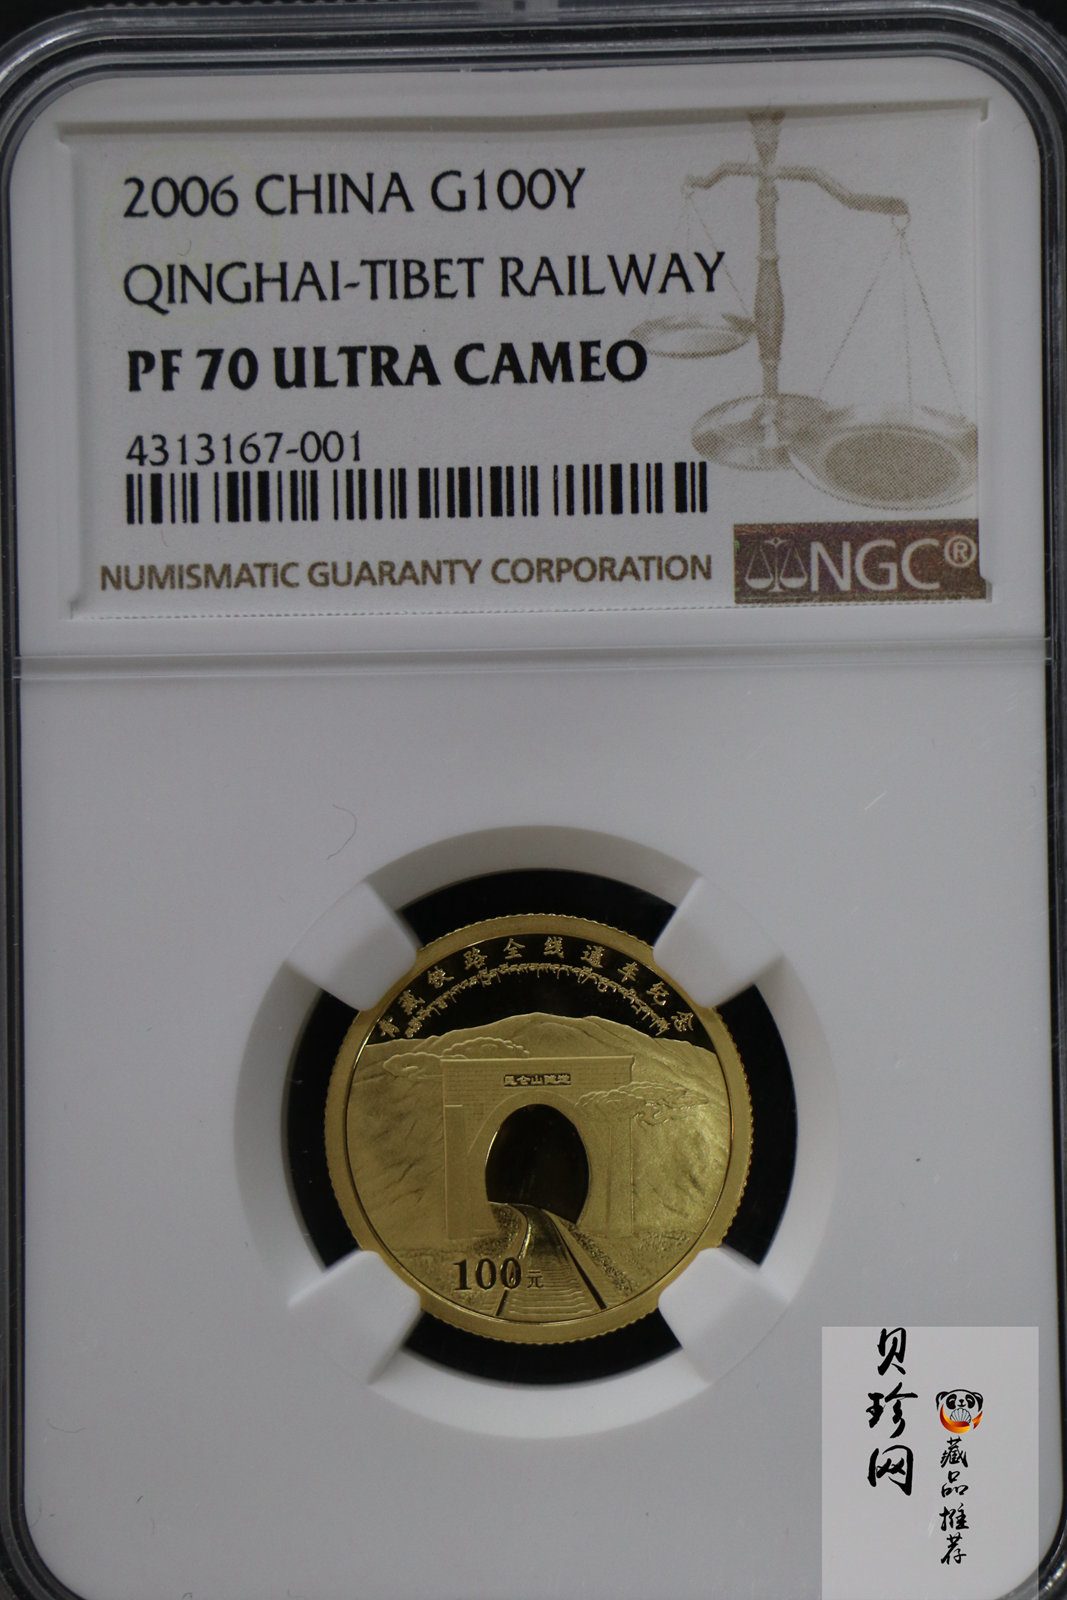 2006 CHINA G100Y
QINGHAI-TIBET RAILWAY
PF 70 ULTRA CAMEO
4313167-001
NUMISMATIC GUARANTY CORPORATION
NGC®
青藏铁路全线通车纪念
昆仑山隧道
100元
贝珍网
藏品推荐